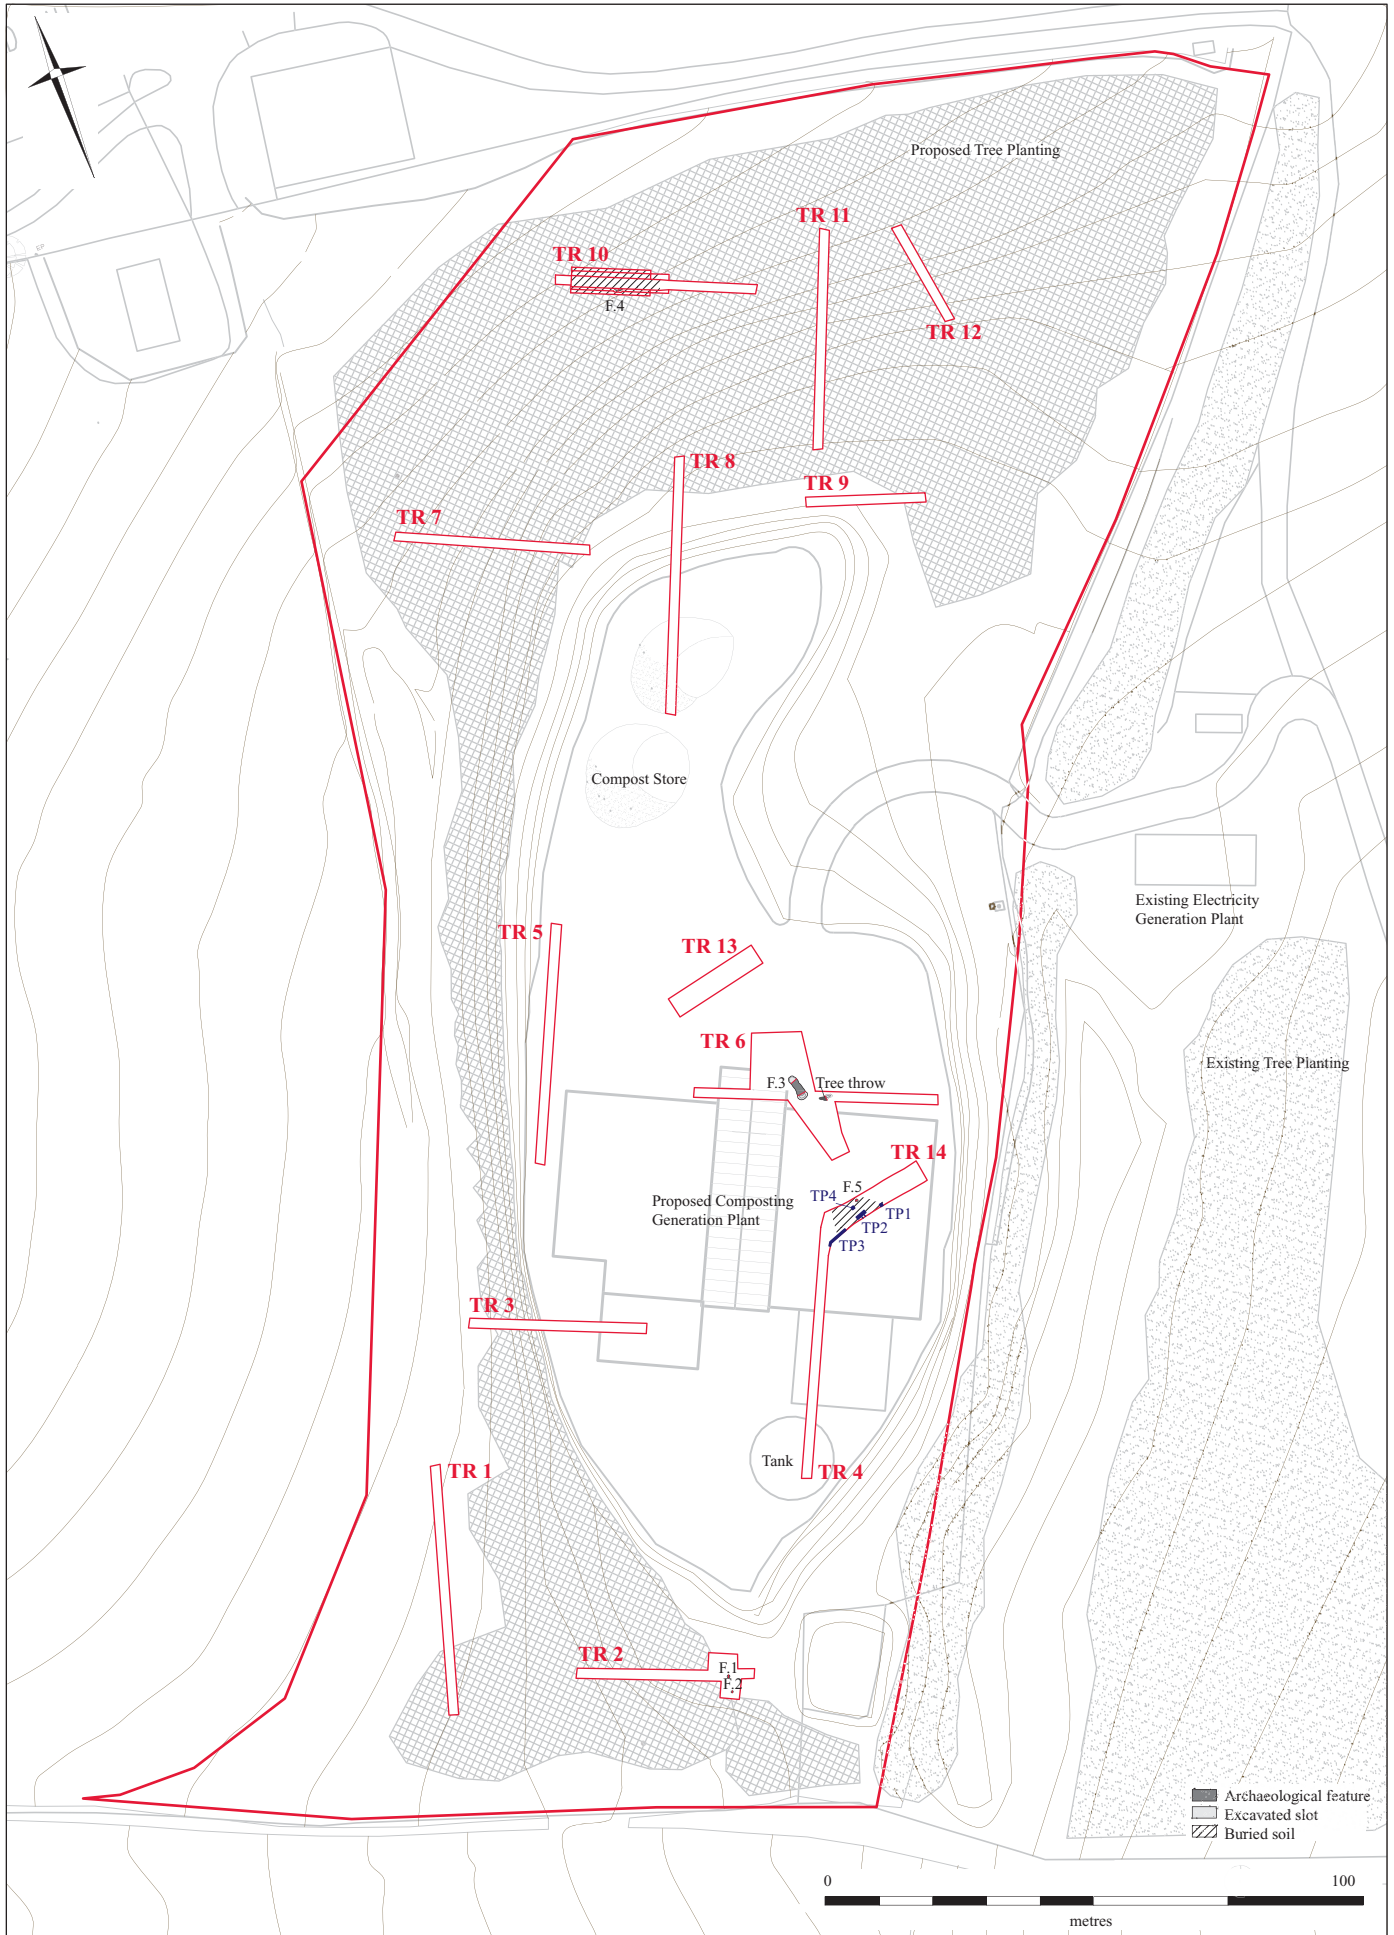 Proposed Tree Planting
TR 11
TR 10
EP
F.4
TR 12
TR 8
TR 9
TR 7
Compost Store
Existing Electricity
Generation Plant
TR 5
TR 13
TR 6
Existing Tree Planting
F.3
Tree throw
TR 14
F.5
TP4
Proposed Composting
Generation Plant
TP1
TP2
TP3
TR 3
Tank
TR 4
TR 1
TR 2
F.1
F.2
Archaeological feature
Excavated slot
Buried soil
0
100
metres